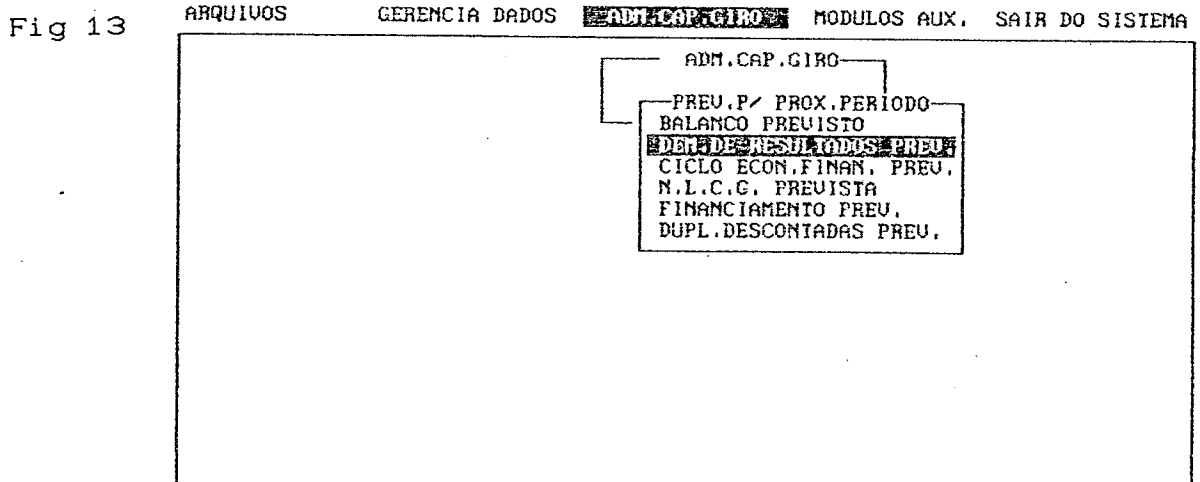 Fig 13
ARQUIVOS GERENCIA DADOS ADM.CAP.GIRO MODULOS AUX. SAIR DO SISTEMA
ADM.CAP.GIRO
PREV.P/ PROX.PERIODO
BALANCO PREVISTO
DEM.DE RESULTADOS PREV.
CICLO ECON.FINAN. PREV.
N.L.C.G. PREVISTA
FINANCIAMENTO PREV.
DUPL.DESCONTADAS PREV.